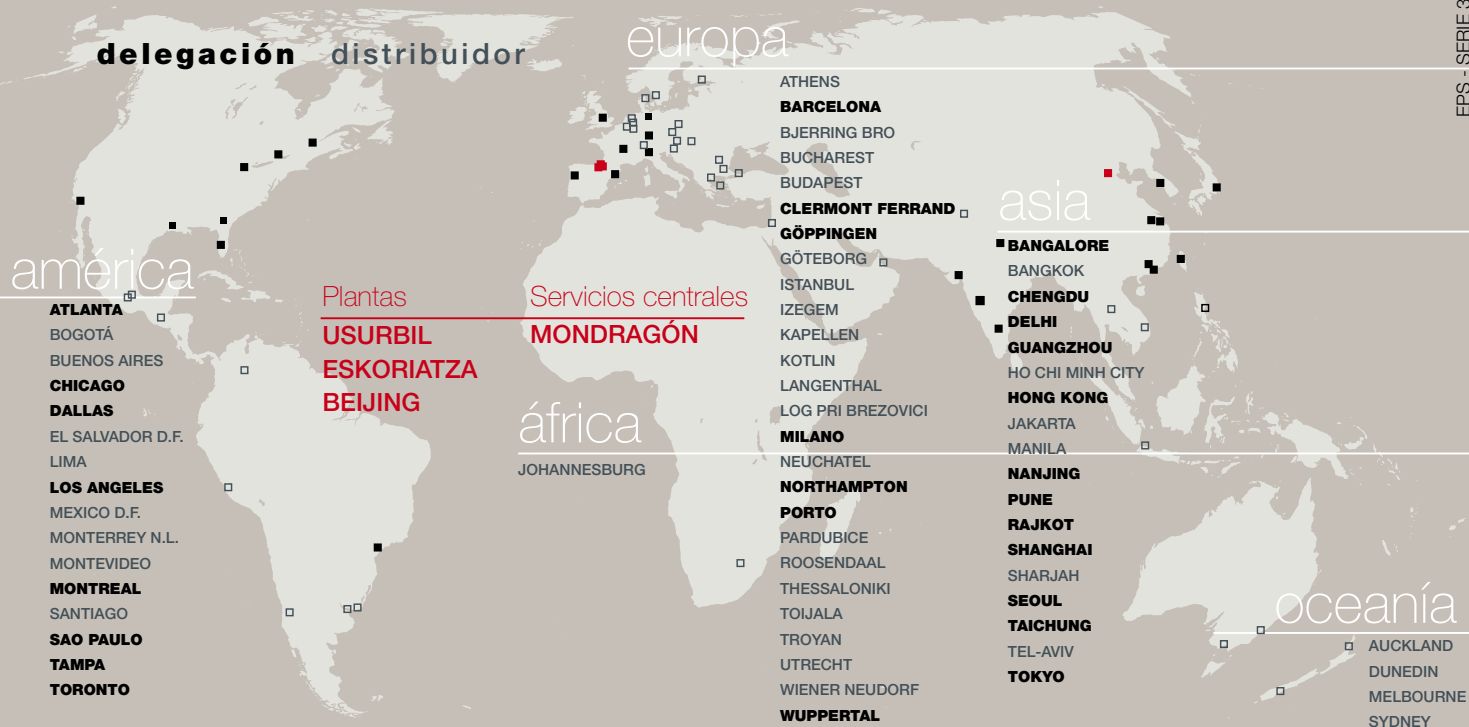 delegación distribuidor
EPS - SERIE 3
europa
ATHENS
BARCELONA
BJERRING BRO
BUCHAREST
BUDAPEST
CLERMONT FERRAND
GÖPPINGEN
GÖTEBORG
ISTANBUL
IZEGEM
KAPELLEN
KOTLIN
LANGENTHAL
LOG PRI BREZOVICI
MILANO
NEUCHATEL
NORTHAMPTON
PORTO
PARDUBICE
ROOSENDAAL
THESSALONIKI
TOIJALA
TROYAN
UTRECHT
WIENER NEUDORF
WUPPERTAL
asia
BANGALORE
BANGKOK
CHENGDU
DELHI
GUANGZHOU
HO CHI MINH CITY
HONG KONG
JAKARTA
MANILA
NANJING
PUNE
RAJKOT
SHANGHAI
SHARJAH
SEOUL
TAICHUNG
TEL-AVIV
TOKYO
américa
ATLANTA
BOGOTÁ
BUENOS AIRES
CHICAGO
DALLAS
EL SALVADOR D.F.
LIMA
LOS ANGELES
MEXICO D.F.
MONTERREY N.L.
MONTEVIDEO
MONTREAL
SANTIAGO
SAO PAULO
TAMPA
TORONTO
Plantas
USURBIL
ESKORIATZA
BEIJING
Servicios centrales
MONDRAGÓN
áfrica
JOHANNESBURG
oceanía
AUCKLAND
DUNEDIN
MELBOURNE
SYDNEY